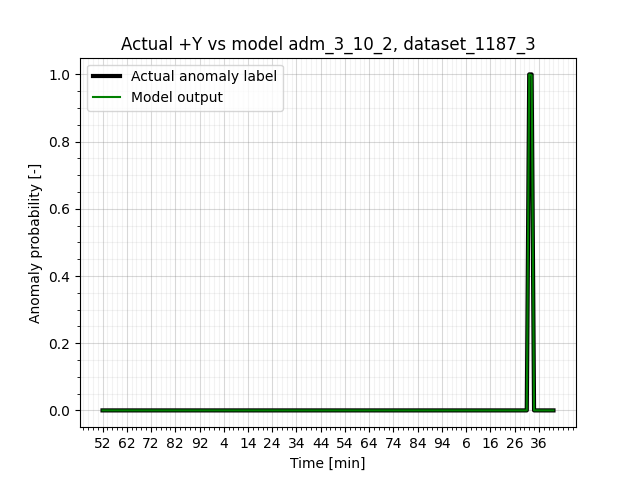 Actual +Y vs model adm_3_10_2, dataset_1187_3
Actual anomaly label
Model output
Anomaly probability [-]
1.0
0.8
0.6
0.4
0.2
0.0
52 62 72 82 92 4 14 24 34 44 54 64 74 84 94 6 16 26 36
Time [min]